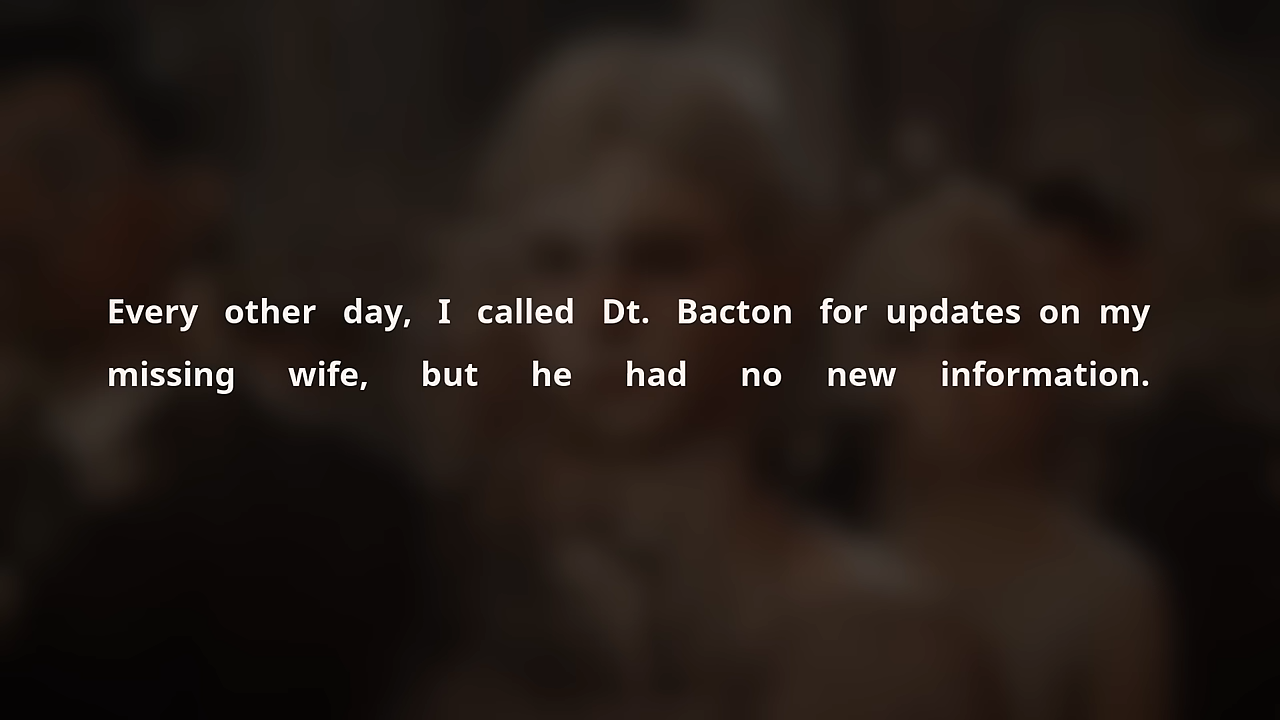 Every other day, I called Dt. Bacton for updates on my
missing wife, but he had no new information.